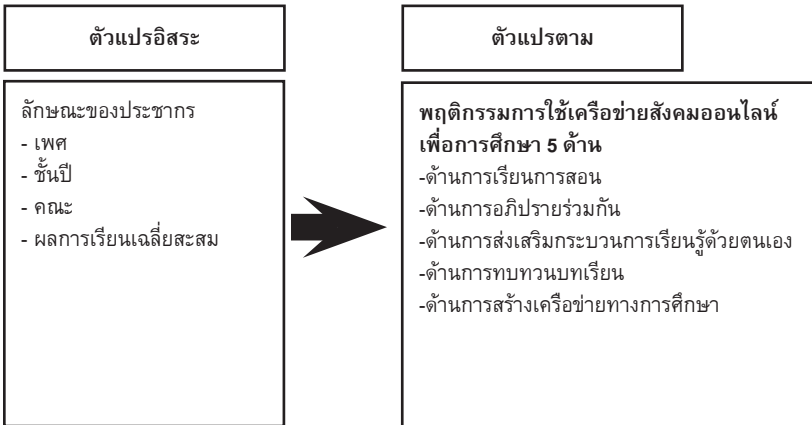 ตัวแปรอิสระ
ลักษณะของประชากร
- เพศ
- ชั้นปี
- คณะ
- ผลการเรียนเฉลี่ยสะสม
ตัวแปรตาม
พฤติกรรมการใช้เครือข่ายสังคมออนไลน์
เพื่อการศึกษา 5 ด้าน
-ด้านการเรียนการสอน
-ด้านการอภิปรายร่วมกัน
-ด้านการส่งเสริมกระบวนการเรียนรู้ด้วยตนเอง
-ด้านการทบทวนบทเรียน
-ด้านการสร้างเครือข่ายทางการศึกษา